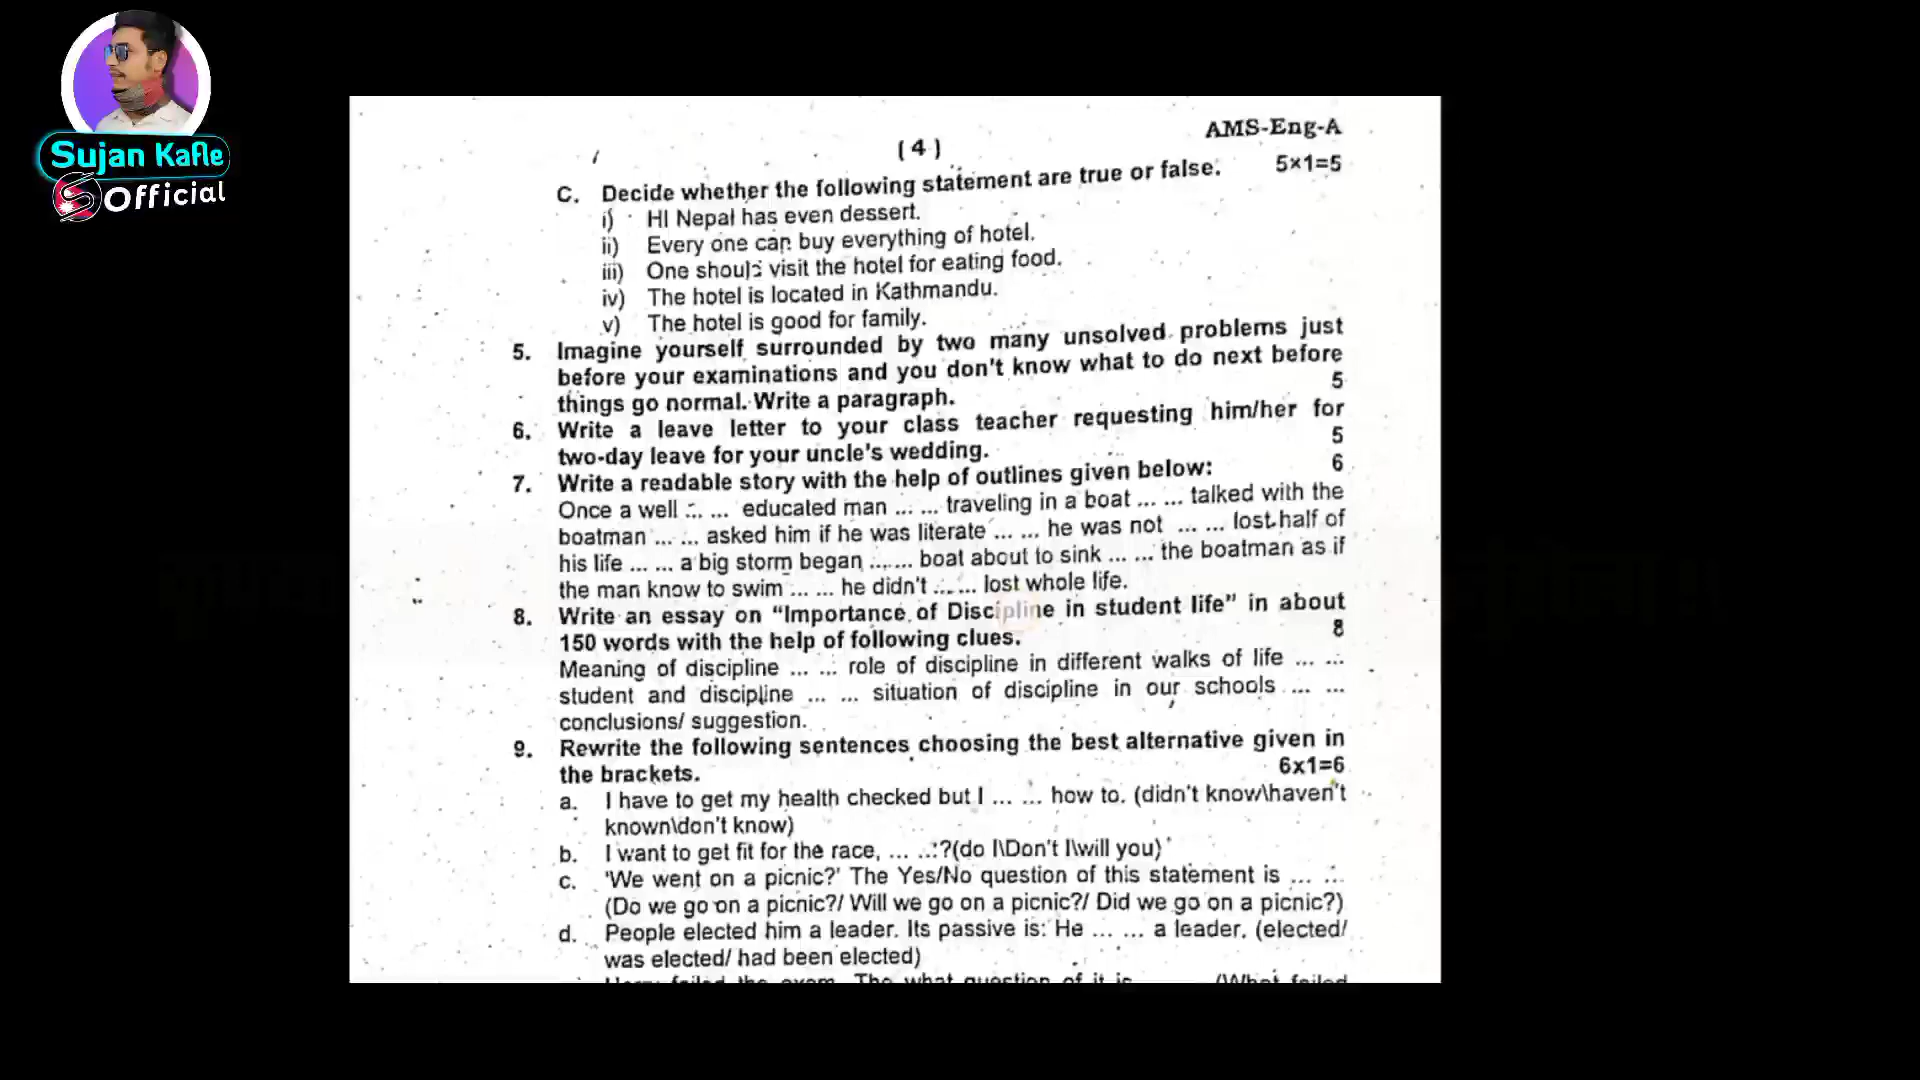 Sujan Kafle
Official
AMS-Eng-A
(4)
C. Decide whether the following statement are true or false. 5×1=5
i) HI Nepal has even dessert.
ii) Every one can buy everything of hotel.
iii) One should visit the hotel for eating food.
iv) The hotel is located in Kathmandu.
v) The hotel is good for family.
5. Imagine yourself surrounded by two many unsolved problems just
before your examinations and you don't know what to do next before
things go normal. Write a paragraph. 5
6. Write a leave letter to your class teacher requesting him/her for
two-day leave for your uncle's wedding. 5
7. Write a readable story with the help of outlines given below: 6
Once a well ... ... educated man ... ... traveling in a boat ... ... talked with the
boatman ... ... asked him if he was literate ... ... he was not ... ... lost half of
his life ... ... a big storm began ... ... boat about to sink ... ... the boatman as if
the man know to swim ... ... he didn't ... ... lost whole life.
8. Write an essay on "Importance of Discipline in student life" in about
150 words with the help of following clues. 8
Meaning of discipline ... ... role of discipline in different walks of life ... ...
student and discipline ... ... situation of discipline in our schools ... ...
conclusions/ suggestion.
9. Rewrite the following sentences choosing the best alternative given in
the brackets. 6x1=6
a. I have to get my health checked but I ... ... how to. (didn't know\haven't
known\don't know)
b. I want to get fit for the race, ... ...?(do I\Don't I\will you)
c. 'We went on a picnic?' The Yes/No question of this statement is ... ...
(Do we go on a picnic?/ Will we go on a picnic?/ Did we go on a picnic?)
d. People elected him a leader. Its passive is: He ... ... a leader. (elected/
was elected/ had been elected)
failed the exam. The what question of it is (What failed